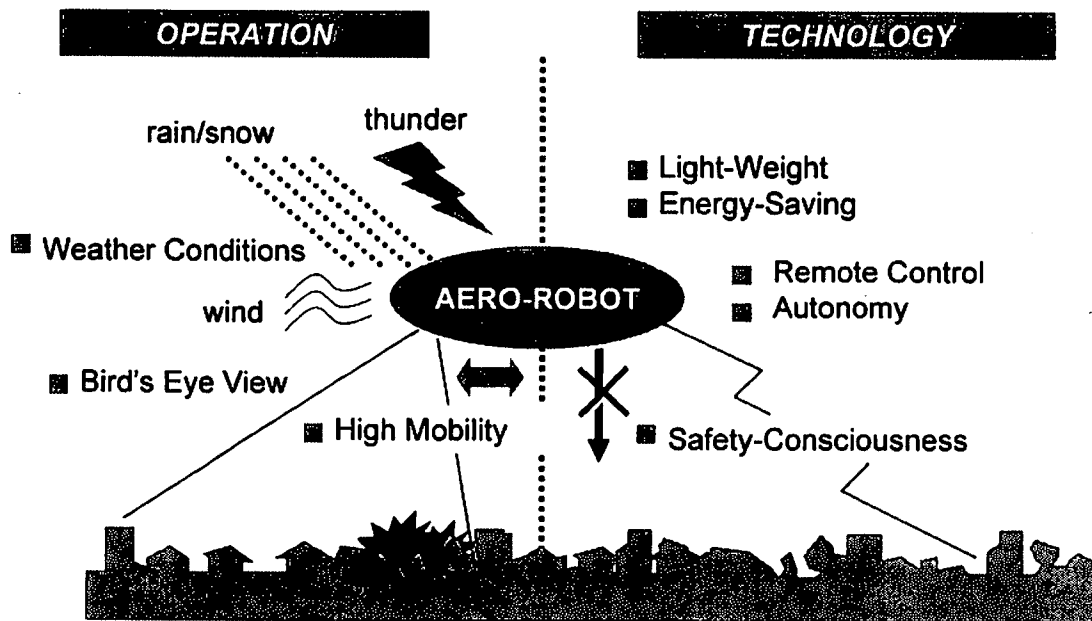 OPERATION
TECHNOLOGY
rain/snow
thunder
Light-Weight
Energy-Saving
Weather Conditions
wind
AERO-ROBOT
Remote Control
Autonomy
Bird's Eye View
High Mobility
Safety-Consciousness